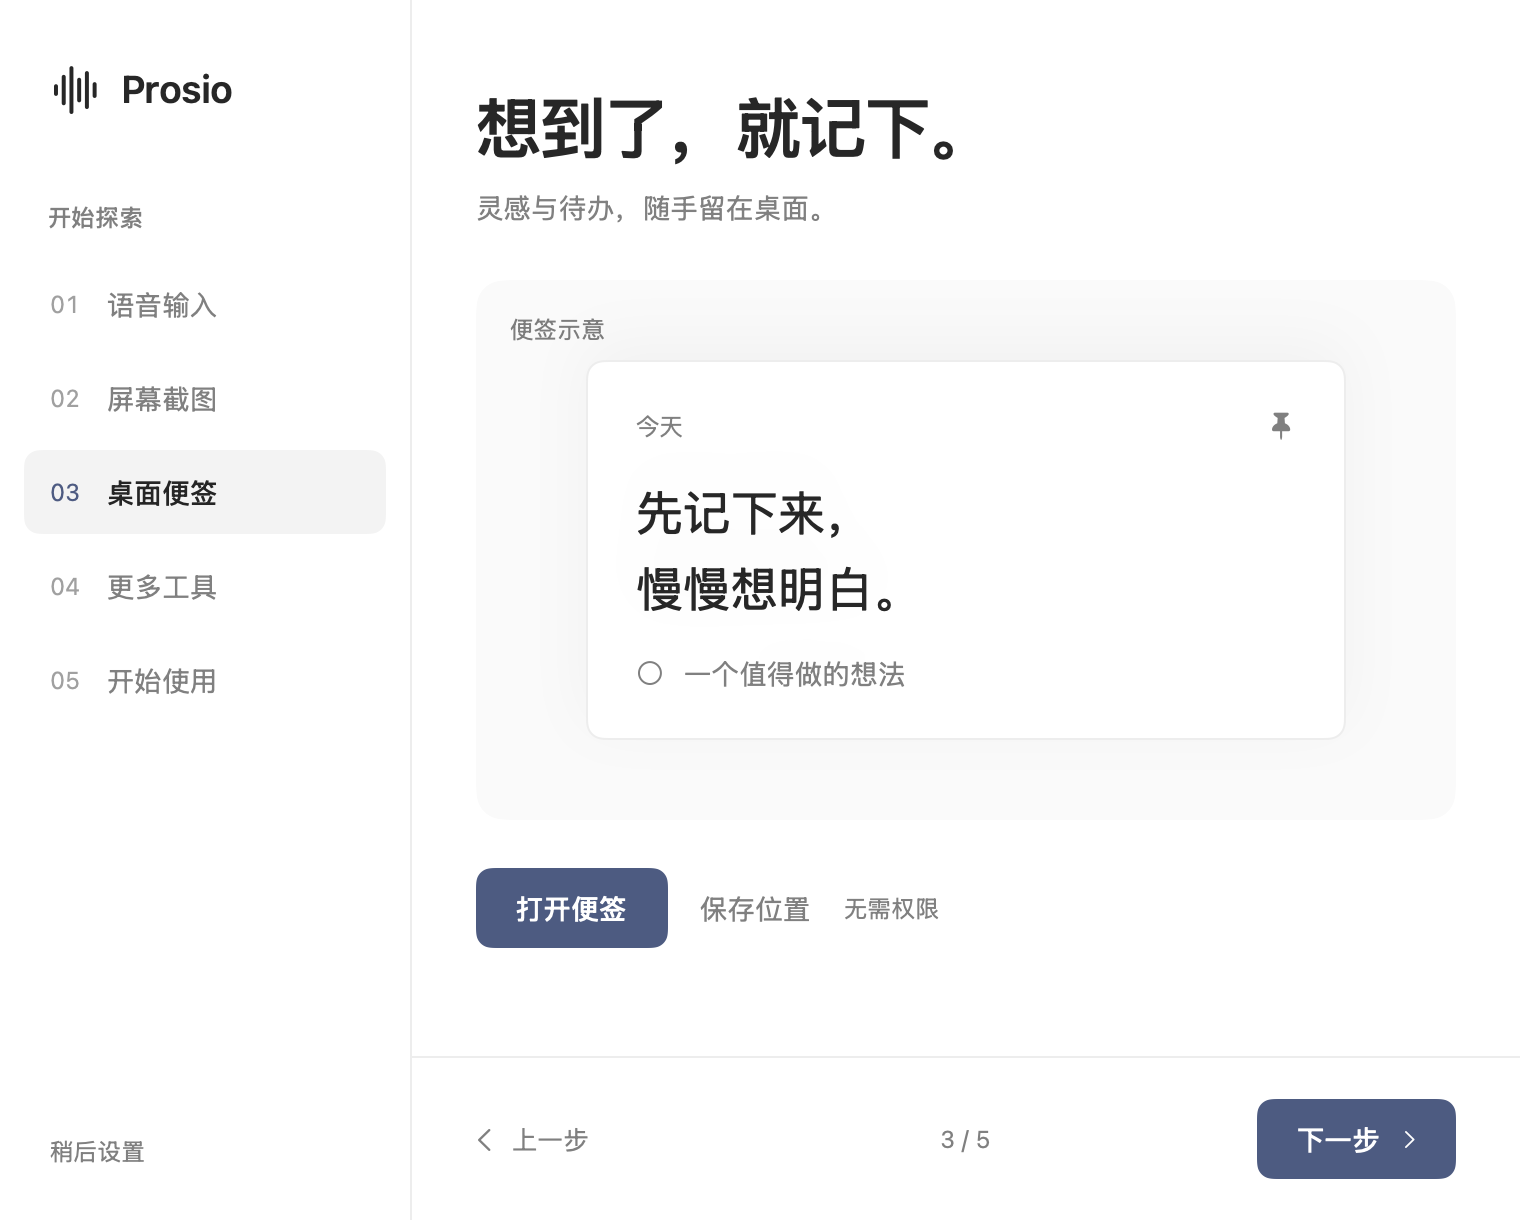 Prosio
开始探索
01 语音输入
02 屏幕截图
03 桌面便签
04 更多工具
05 开始使用
稍后设置
想到了，就记下。
灵感与待办，随手留在桌面。
便签示意
今天
先记下来，
慢慢想明白。
一个值得做的想法
打开便签 保存位置 无需权限
上一步 3 / 5 下一步